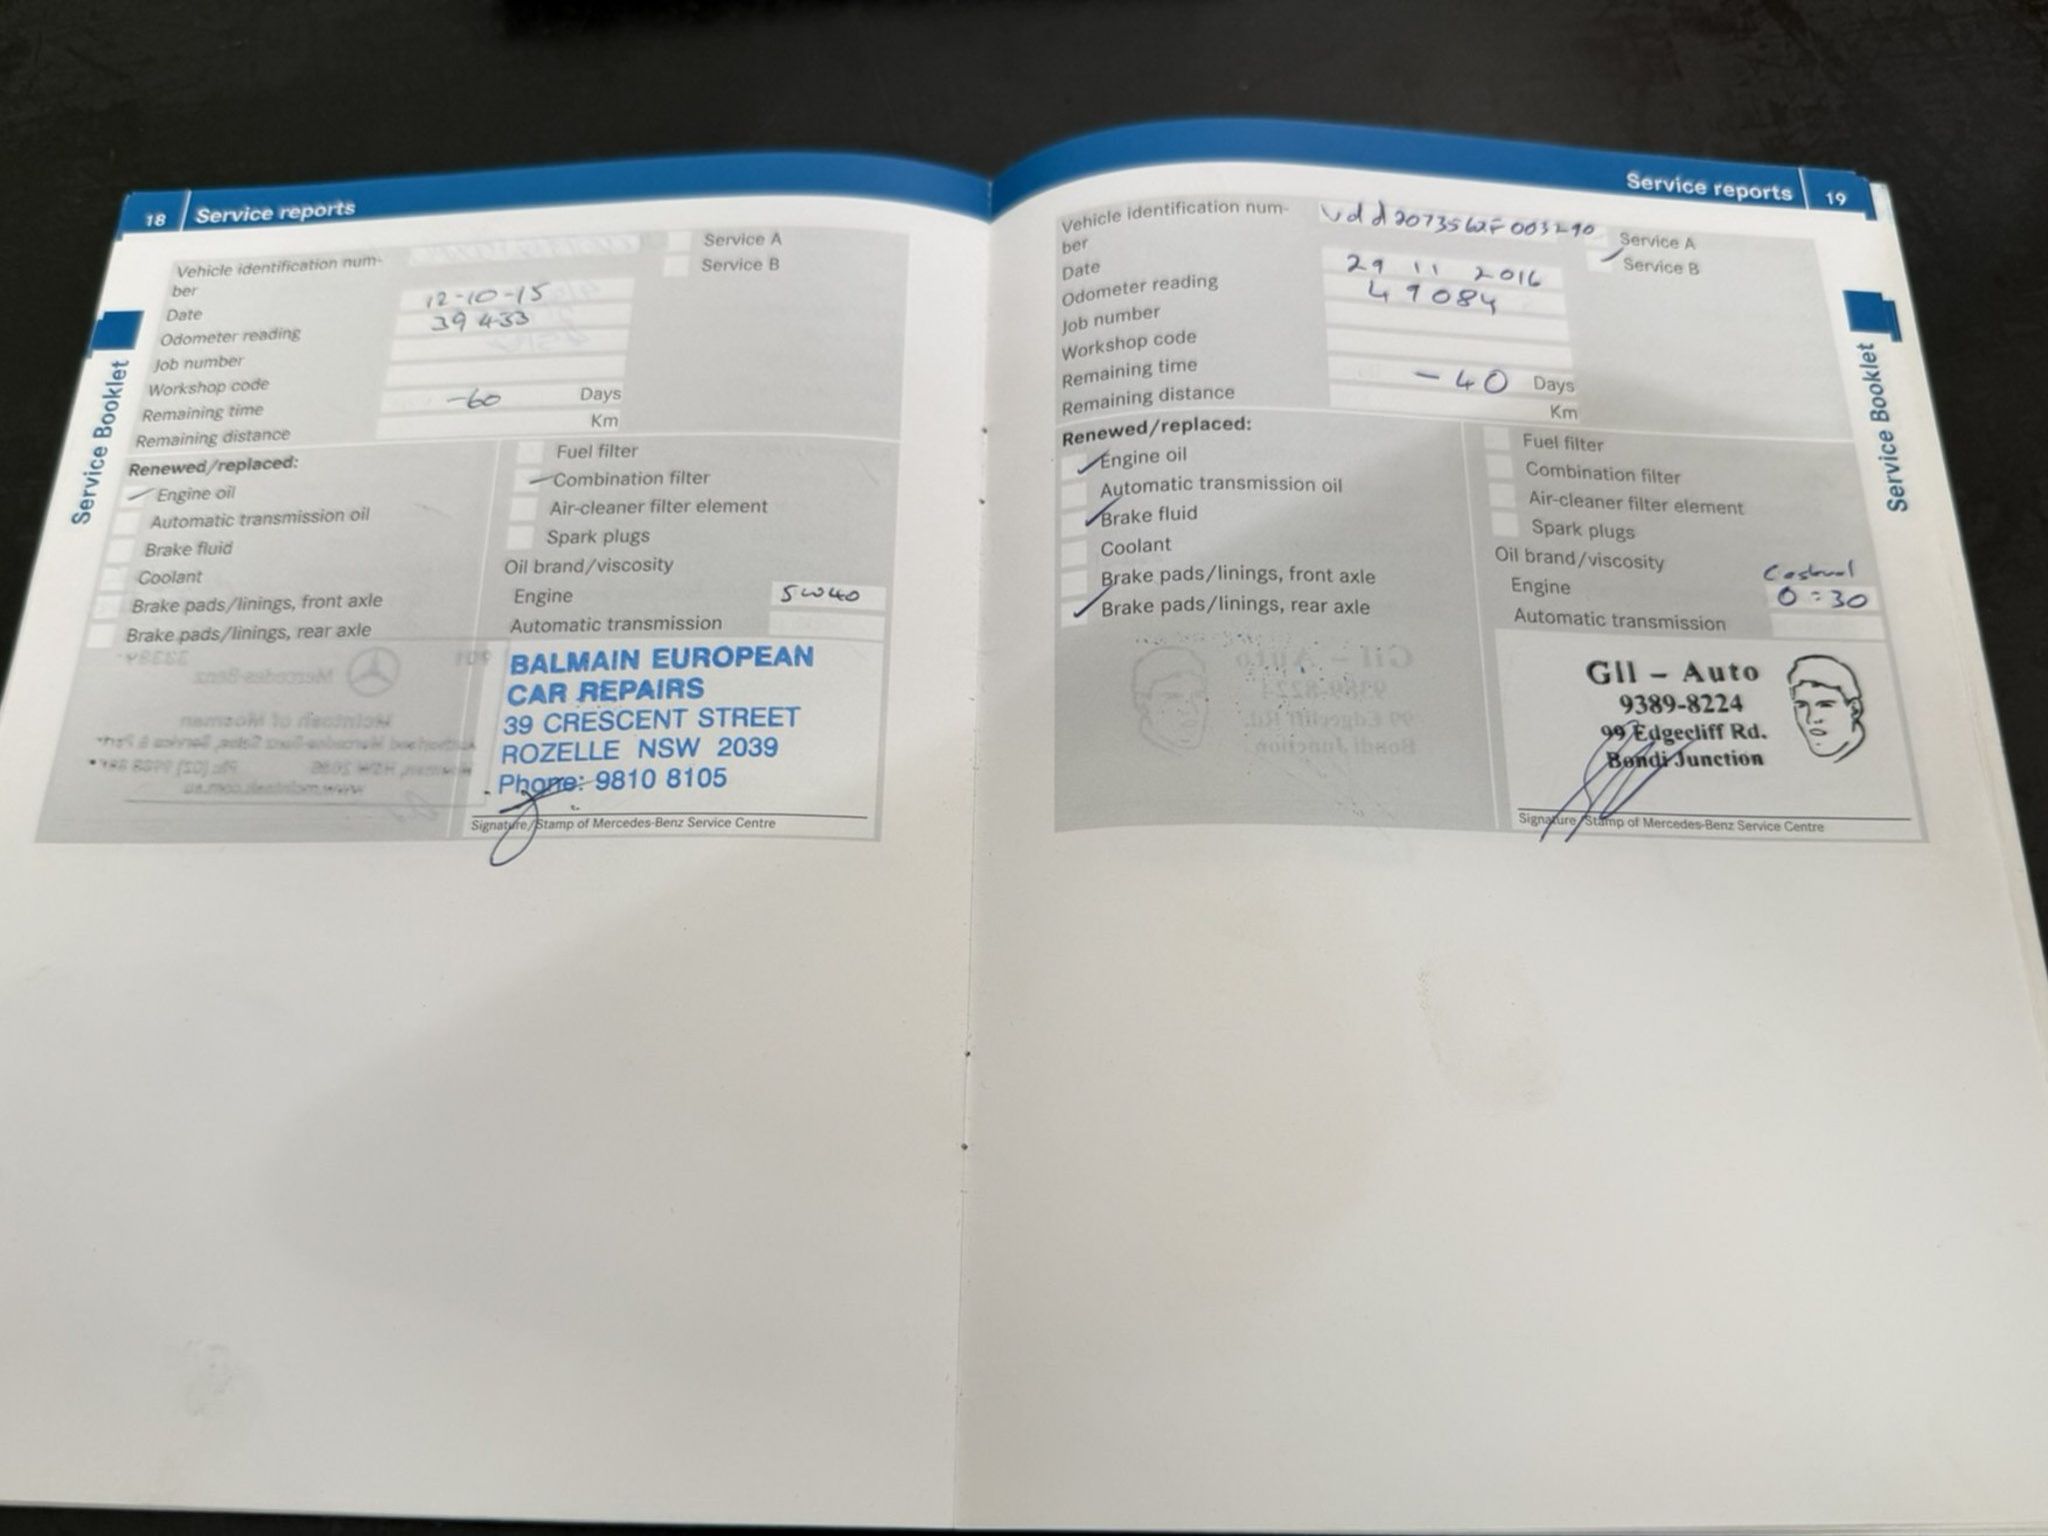 18 Service reports
Vehicle identification num-
ber
Date 12-10-15
Odometer reading 39433
Job number
Workshop code
Remaining time -60 Days
Remaining distance Km
Service A
Service B
Renewed/replaced:
Engine oil
Automatic transmission oil
Brake fluid
Coolant
Brake pads/linings, front axle
Brake pads/linings, rear axle
Fuel filter
Combination filter
Air-cleaner filter element
Spark plugs
Oil brand/viscosity
Engine 5w40
Automatic transmission
BALMAIN EUROPEAN
CAR REPAIRS
39 CRESCENT STREET
ROZELLE NSW 2039
Phone: 9810 8105
Signature/Stamp of Mercedes-Benz Service Centre
Service Booklet
Service reports 19
Vehicle identification num-
ber
Date 29 11 2016
Odometer reading 49084
Job number
Workshop code
Remaining time -40 Days
Remaining distance Km
Service A
Service B
Renewed/replaced:
Engine oil
Automatic transmission oil
Brake fluid
Coolant
Brake pads/linings, front axle
Brake pads/linings, rear axle
Fuel filter
Combination filter
Air-cleaner filter element
Spark plugs
Oil brand/viscosity
Engine 0=30
Automatic transmission
Gil - Auto
9389-8224
99 Edgecliff Rd.
Bondi Junction
Signature/Stamp of Mercedes-Benz Service Centre
Service Booklet